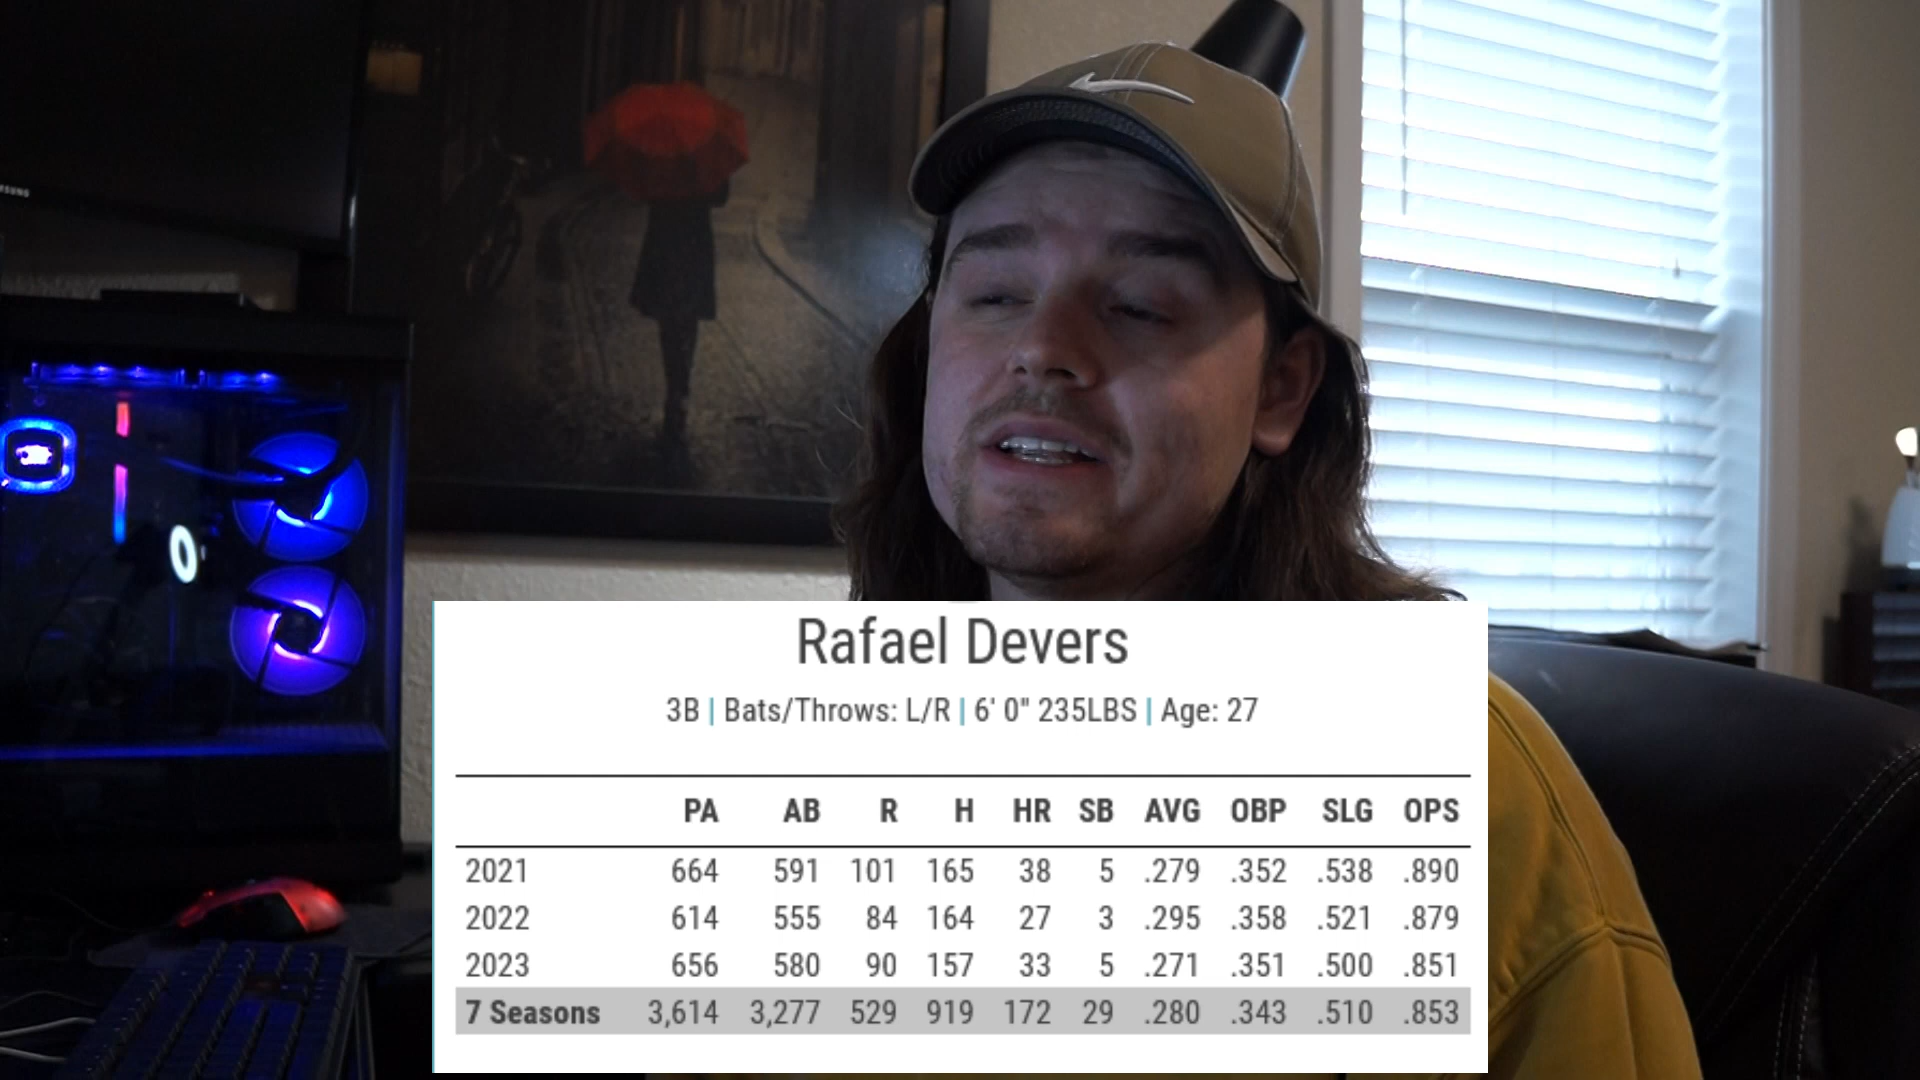 Rafael Devers
3B | Bats/Throws: L/R | 6' 0" 235LBS | Age: 27
PA AB R H HR SB AVG OBP SLG OPS
2021 664 591 101 165 38 5 .279 .352 .538 .890
2022 614 555 84 164 27 3 .295 .358 .521 .879
2023 656 580 90 157 33 5 .271 .351 .500 .851
7 Seasons 3,614 3,277 529 919 172 29 .280 .343 .510 .853